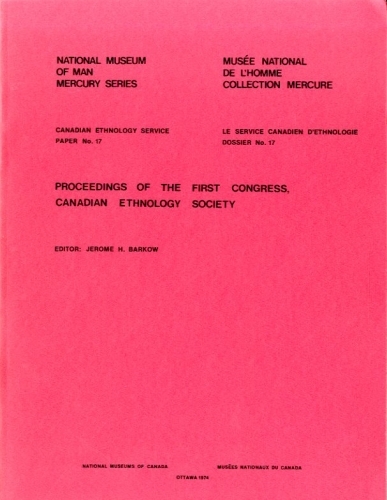 NATIONAL MUSEUM
OF MAN
MERCURY SERIES
MUSÉE NATIONAL
DE L'HOMME
COLLECTION MERCURE
CANADIAN ETHNOLOGY SERVICE
PAPER No. 17
LE SERVICE CANADIEN D'ETHNOLOGIE
DOSSIER No. 17
PROCEEDINGS OF THE FIRST CONGRESS,
CANADIAN ETHNOLOGY SOCIETY
EDITOR: JEROME H. BARKOW
NATIONAL MUSEUMS OF CANADA
MUSÉES NATIONAUX DU CANADA
OTTAWA 1974